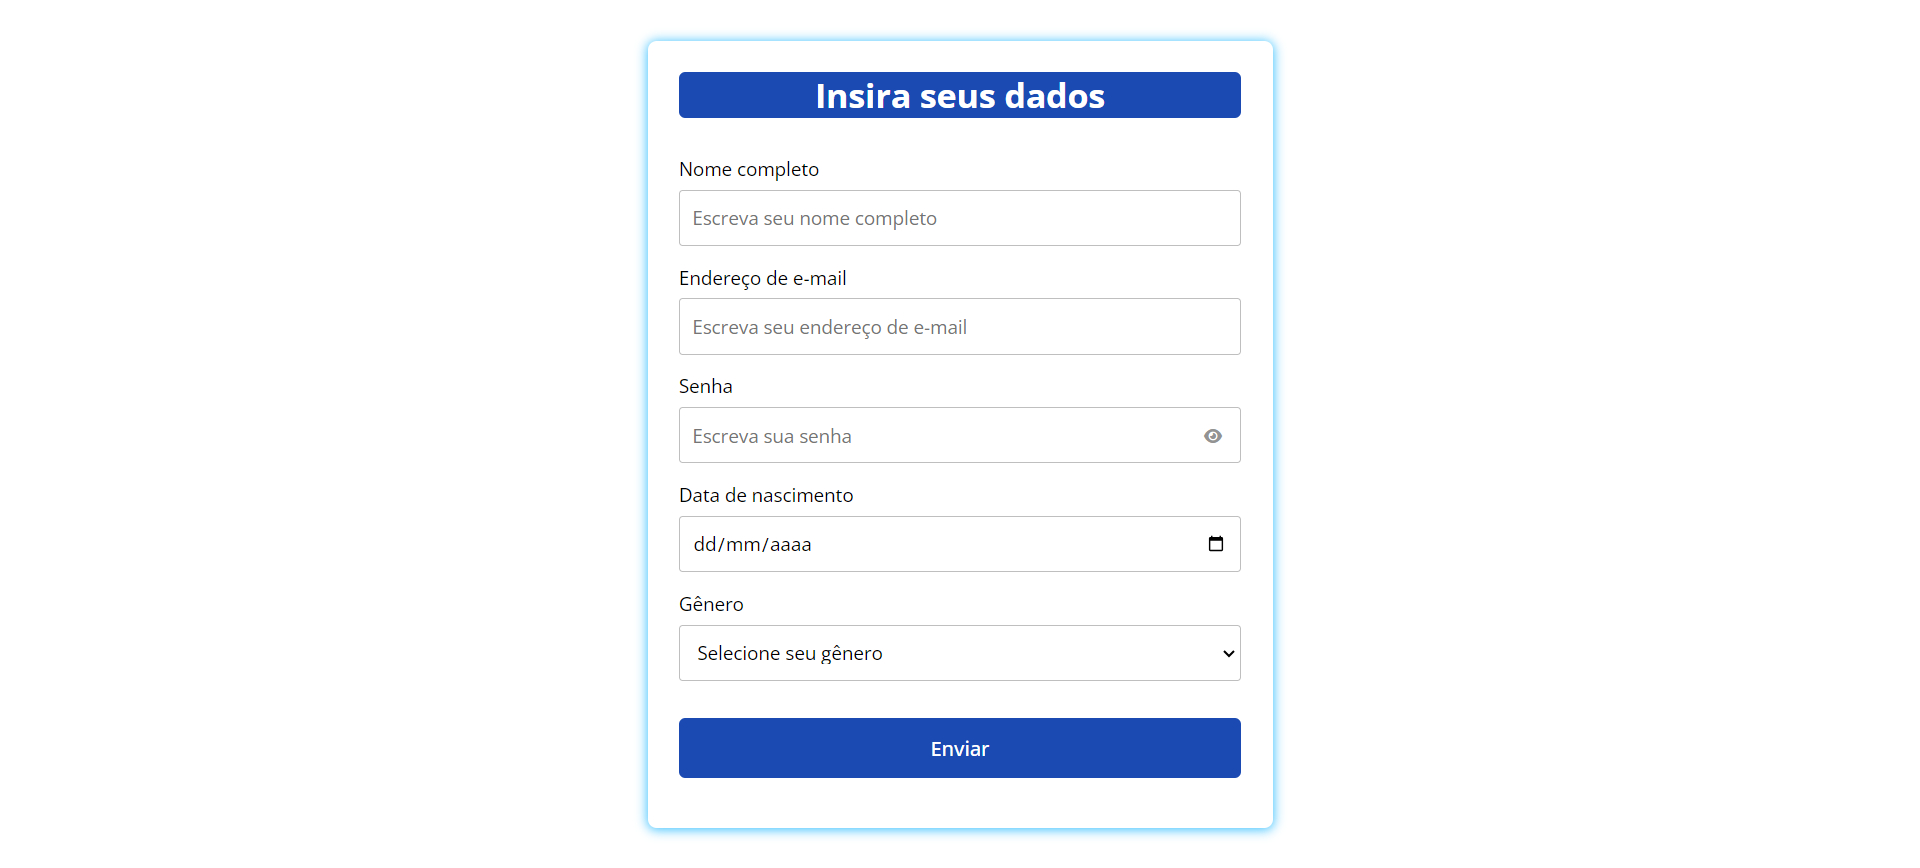 Insira seus dados
Nome completo
Escreva seu nome completo
Endereço de e-mail
Escreva seu endereço de e-mail
Senha
Escreva sua senha
Data de nascimento
dd/mm/aaaa
Gênero
Selecione seu gênero
Enviar